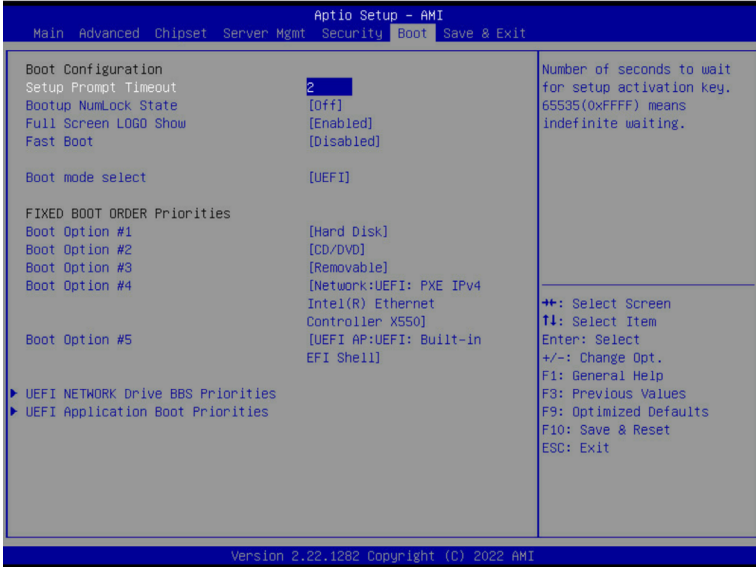 Aptio Setup – AMI
Main Advanced Chipset Server Mgmt Security Boot Save & Exit
Boot Configuration
Setup Prompt Timeout 2
Bootup NumLock State [Off]
Full Screen LOGO Show [Enabled]
Fast Boot [Disabled]
Boot mode select [UEFI]
FIXED BOOT ORDER Priorities
Boot Option #1 [Hard Disk]
Boot Option #2 [CD/DVD]
Boot Option #3 [Removable]
Boot Option #4 [Network:UEFI: PXE IPv4
Intel(R) Ethernet
Controller X550]
Boot Option #5 [UEFI AP:UEFI: Built-in
EFI Shell]
UEFI NETWORK Drive BBS Priorities
UEFI Application Boot Priorities
Number of seconds to wait
for setup activation key.
65535(0xFFFF) means
indefinite waiting.
→←: Select Screen
↑↓: Select Item
Enter: Select
+/-: Change Opt.
F1: General Help
F3: Previous Values
F9: Optimized Defaults
F10: Save & Reset
ESC: Exit
Version 2.22.1282 Copyright (C) 2022 AMI